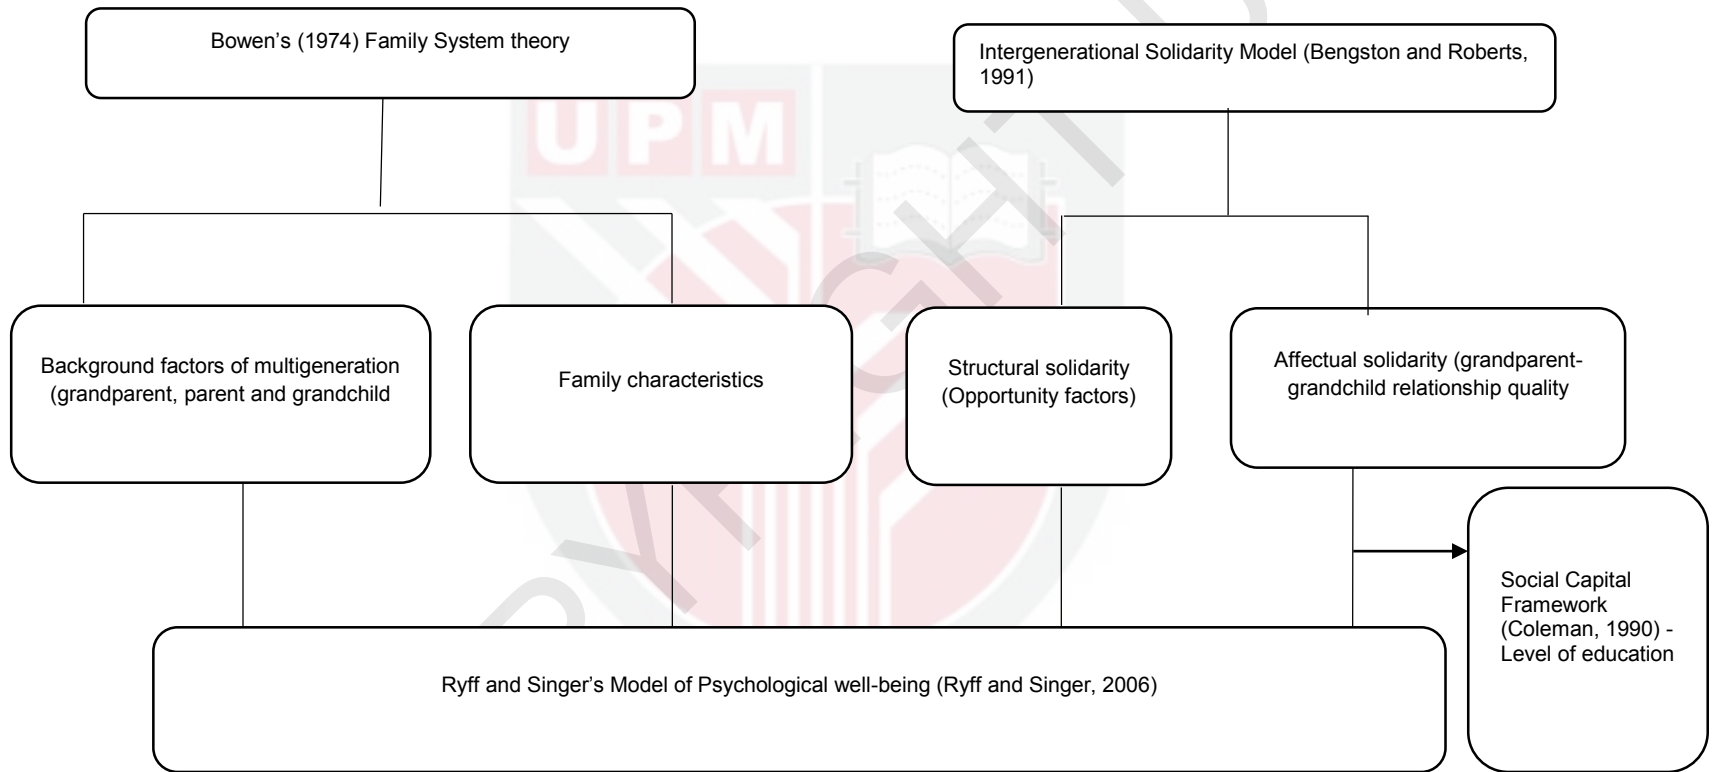 Bowen's (1974) Family System theory
Intergenerational Solidarity Model (Bengston and Roberts,
1991)
UPM
Background factors of multigeneration
(grandparent, parent and grandchild
Family characteristics
Structural solidarity
(Opportunity factors)
Affectual solidarity (grandparent-
grandchild relationship quality
Social Capital
Framework
(Coleman, 1990) -
Level of education
Ryff and Singer's Model of Psychological well-being (Ryff and Singer, 2006)